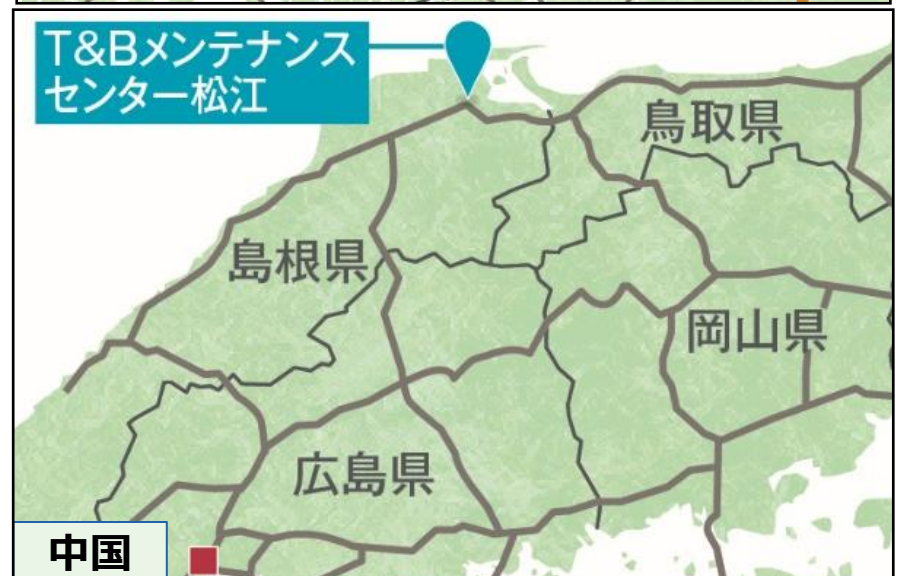 T&Bメンテナンス
センター松江
鳥取県
島根県
岡山県
広島県
中国